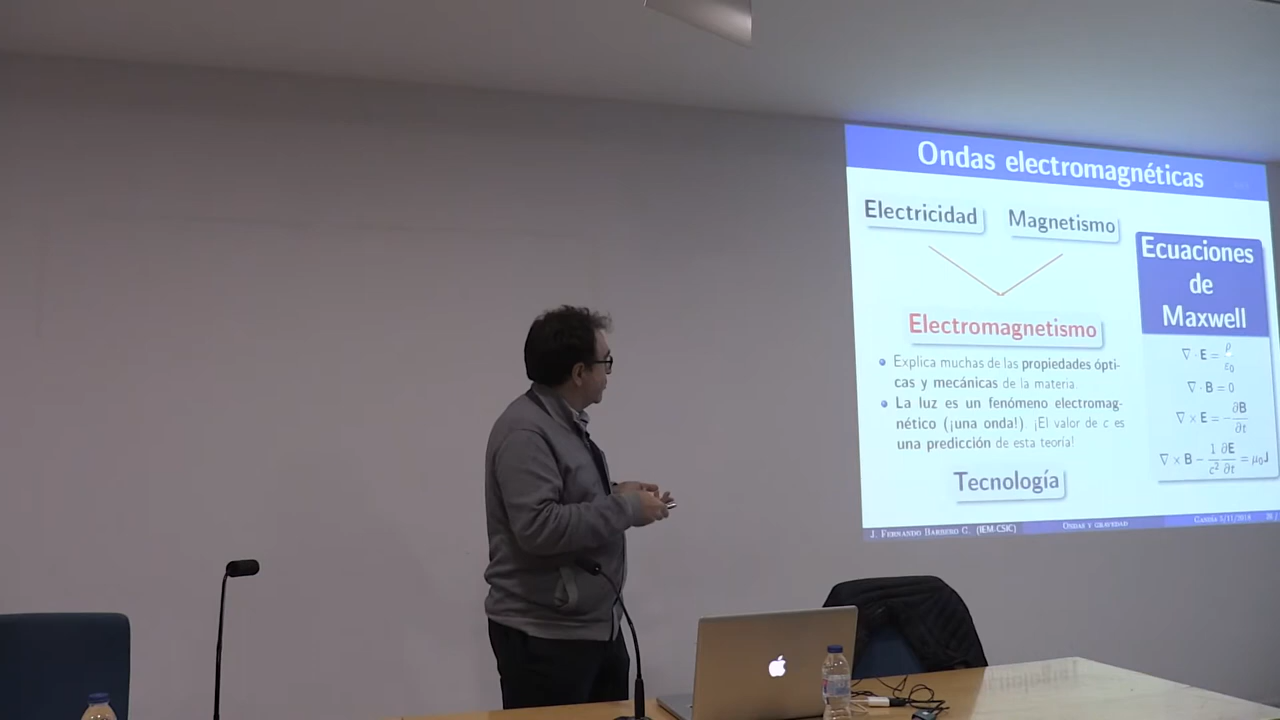 Ondas electromagnéticas
Electricidad
Magnetismo
Electromagnetismo
Explica muchas de las propiedades ópti-
cas y mecánicas de la materia
La luz es un fenómeno electromag-
nético (¡una onda!). ¡El valor de c es
una predicción de esta teoría!
Tecnología
Ecuaciones
de
Maxwell
∇ · E = ρ/ε₀
∇ · B = 0
∇ × E = −∂B/∂t
∇ × B − 1/c² ∂E/∂t = μ₀J
J. Fernando Barbero G. (IEM-CSIC)
Ondas y gravedad